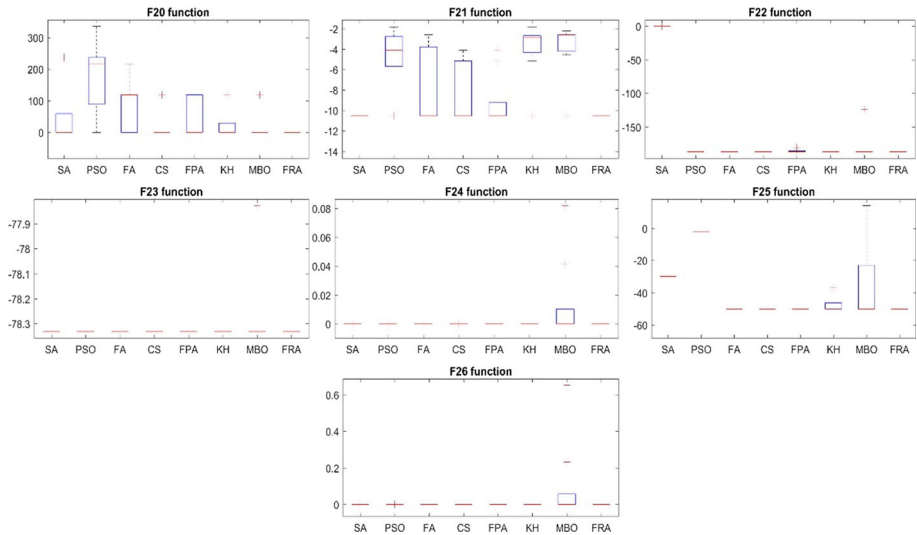 F20 function
300
200
100
0
SA PSO FA CS FPA KH MBO FRA
F21 function
-2
-4
-6
-8
-10
-12
-14
SA PSO FA CS FPA KH MBO FRA
F22 function
0
-50
-100
-150
SA PSO FA CS FPA KH MBO FRA
F23 function
-77.9
-78
-78.1
-78.2
-78.3
SA PSO FA CS FPA KH MBO FRA
F24 function
0.08
0.06
0.04
0.02
0
SA PSO FA CS FPA KH MBO FRA
F25 function
0
-20
-40
-60
SA PSO FA CS FPA KH MBO FRA
F26 function
0.6
0.4
0.2
0
SA PSO FA CS FPA KH MBO FRA